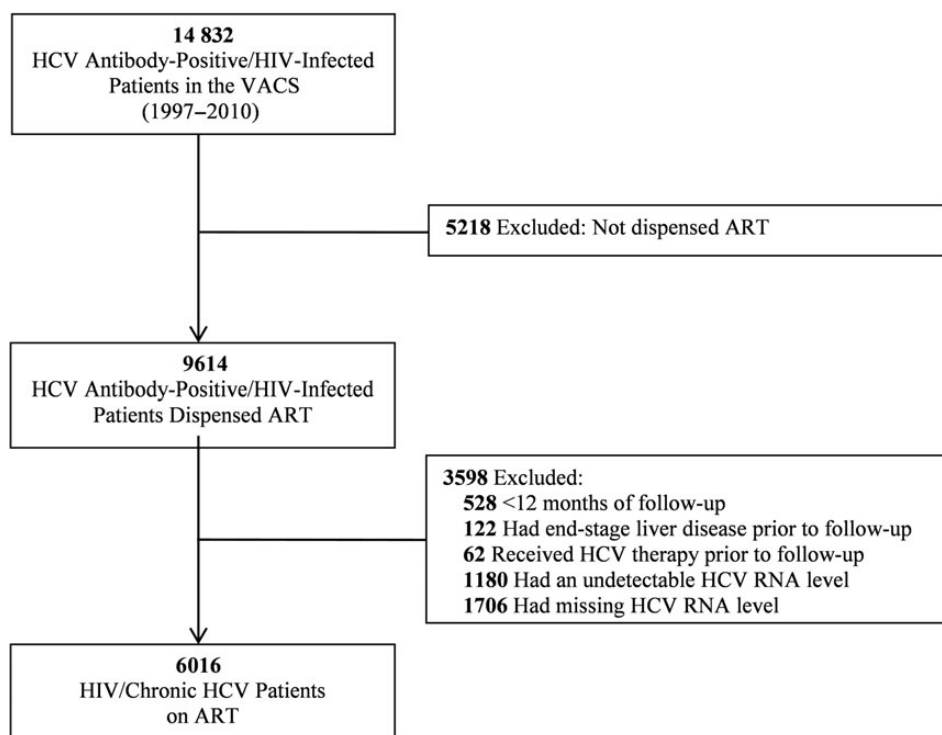 14 832
HCV Antibody-Positive/HIV-Infected
Patients in the VACS
(1997–2010)
5218 Excluded: Not dispensed ART
9614
HCV Antibody-Positive/HIV-Infected
Patients Dispensed ART
3598 Excluded:
528 <12 months of follow-up
122 Had end-stage liver disease prior to follow-up
62 Received HCV therapy prior to follow-up
1180 Had an undetectable HCV RNA level
1706 Had missing HCV RNA level
6016
HIV/Chronic HCV Patients
on ART